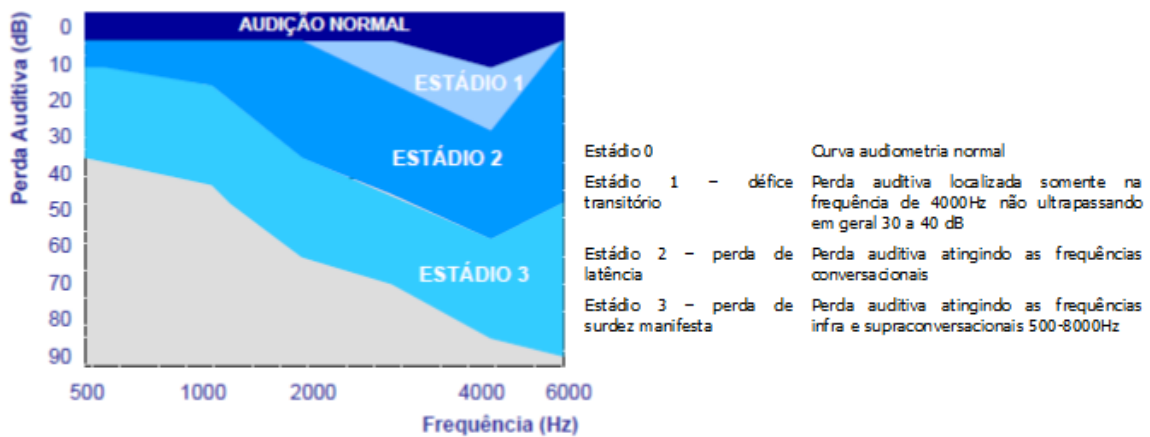 Perda Auditiva (dB)
0
10
20
30
40
50
60
70
80
90
AUDIÇÃO NORMAL
ESTÁDIO 1
ESTÁDIO 2
ESTÁDIO 3
500 1000 2000 4000 6000
Frequência (Hz)
Estádio 0 Curva audiometria normal
Estádio 1 – défice Perda auditiva localizada somente na
transitório frequência de 4000Hz não ultrapassando
em geral 30 a 40 dB
Estádio 2 – perda de Perda auditiva atingindo as frequências
latência conversacionais
Estádio 3 – perda de Perda auditiva atingindo as frequências
surdez manifesta infra e supraconversacionais 500-8000Hz